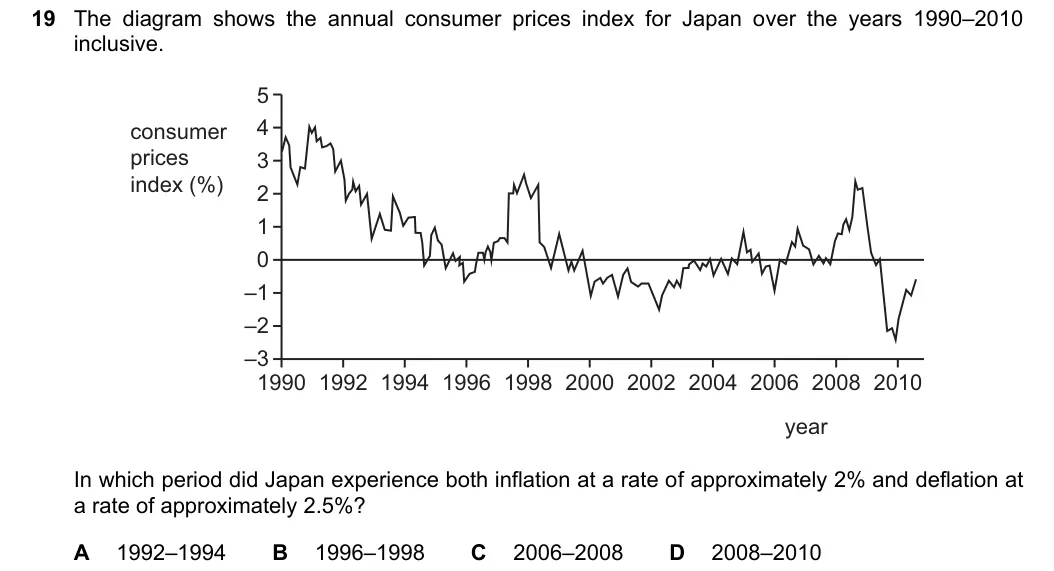 19 The diagram shows the annual consumer prices index for Japan over the years 1990–2010
inclusive.
5
consumer
prices
index (%)
4
3
2
1
0
–1
–2
–3
1990 1992 1994 1996 1998 2000 2002 2004 2006 2008 2010
year
In which period did Japan experience both inflation at a rate of approximately 2% and deflation at
a rate of approximately 2.5%?
A 1992–1994 B 1996–1998 C 2006–2008 D 2008–2010